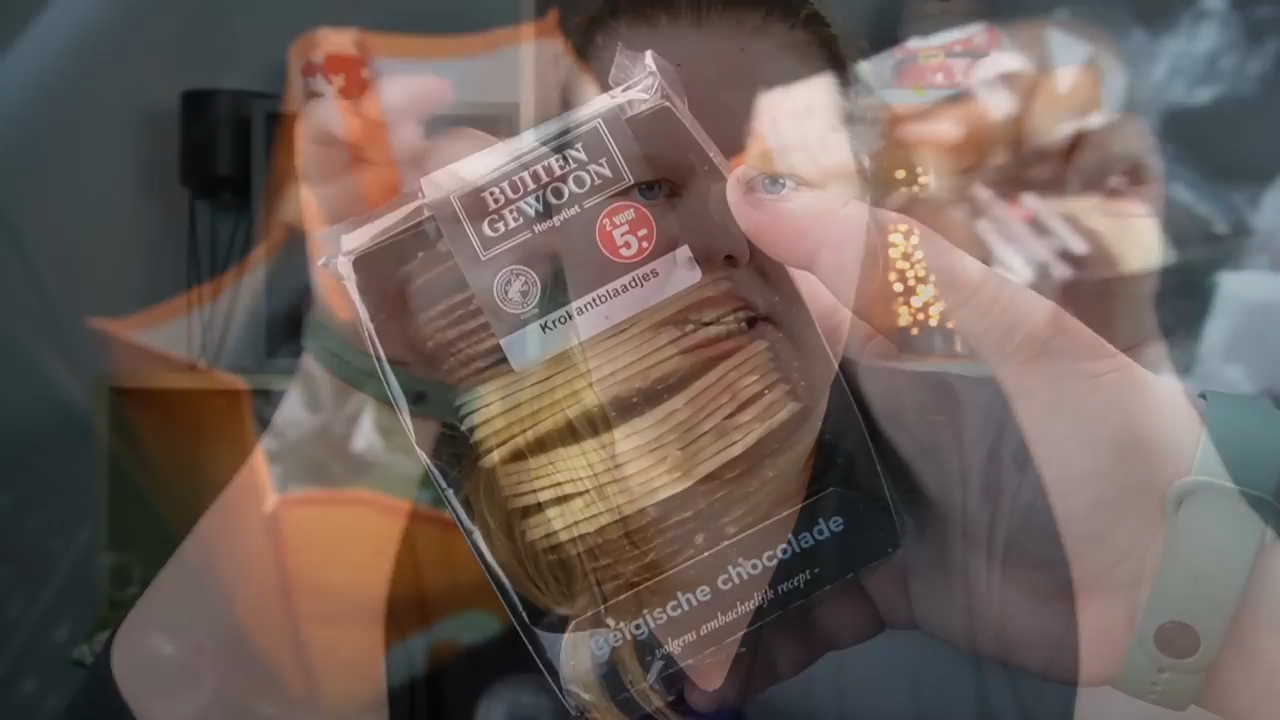 BUITEN
GEWOON
Hoogvliet
2 voor
5:-
Krokantblaadjes
Belgische chocolade
- volgens ambachtelijk recept -